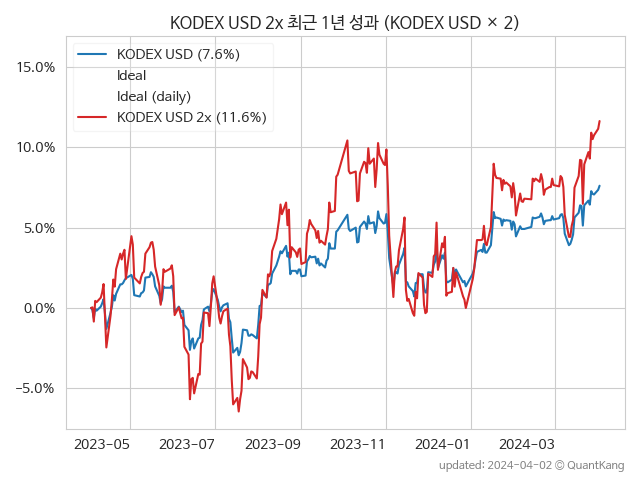 KODEX USD 2x 최근 1년 성과 (KODEX USD × 2)
KODEX USD (7.6%)
Ideal
Ideal (daily)
KODEX USD 2x (11.6%)
15.0%
10.0%
5.0%
0.0%
−5.0%
2023-05 2023-07 2023-09 2023-11 2024-01 2024-03
updated: 2024-04-02 © QuantKang